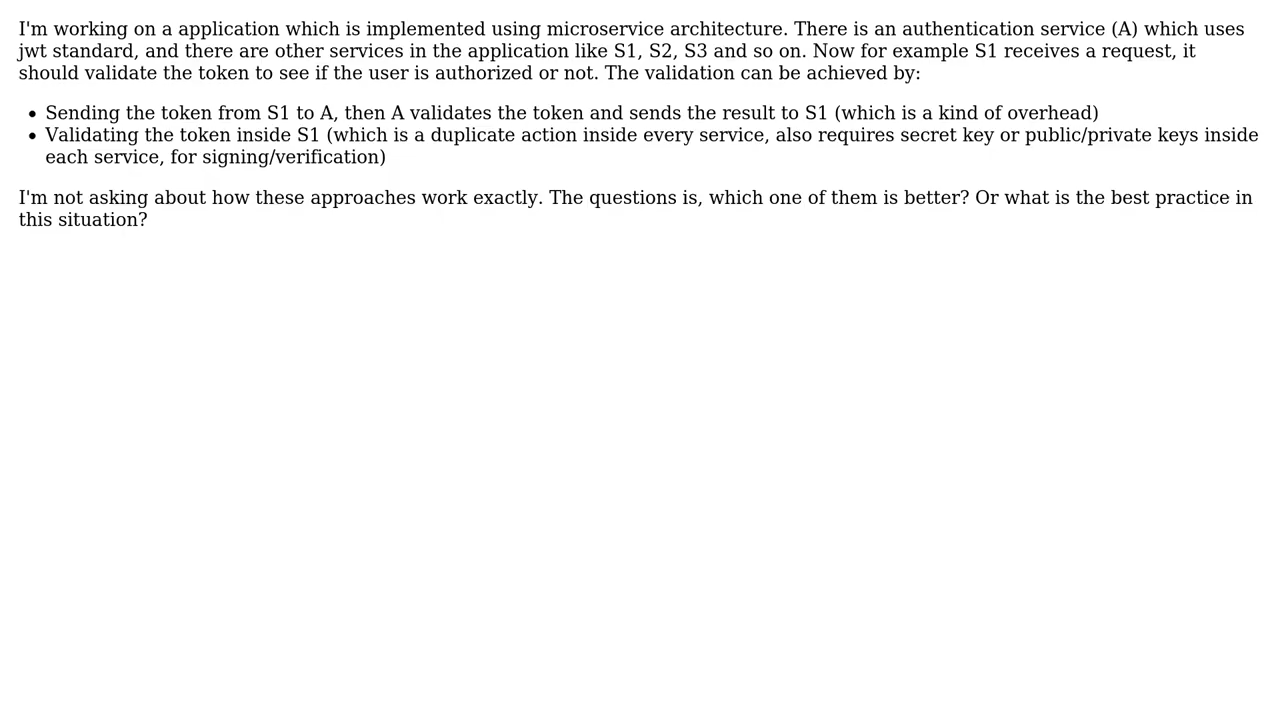 I'm working on a application which is implemented using microservice architecture. There is an authentication service (A) which uses
jwt standard, and there are other services in the application like S1, S2, S3 and so on. Now for example S1 receives a request, it
should validate the token to see if the user is authorized or not. The validation can be achieved by:
• Sending the token from S1 to A, then A validates the token and sends the result to S1 (which is a kind of overhead)
• Validating the token inside S1 (which is a duplicate action inside every service, also requires secret key or public/private keys inside
each service, for signing/verification)
I'm not asking about how these approaches work exactly. The questions is, which one of them is better? Or what is the best practice in
this situation?